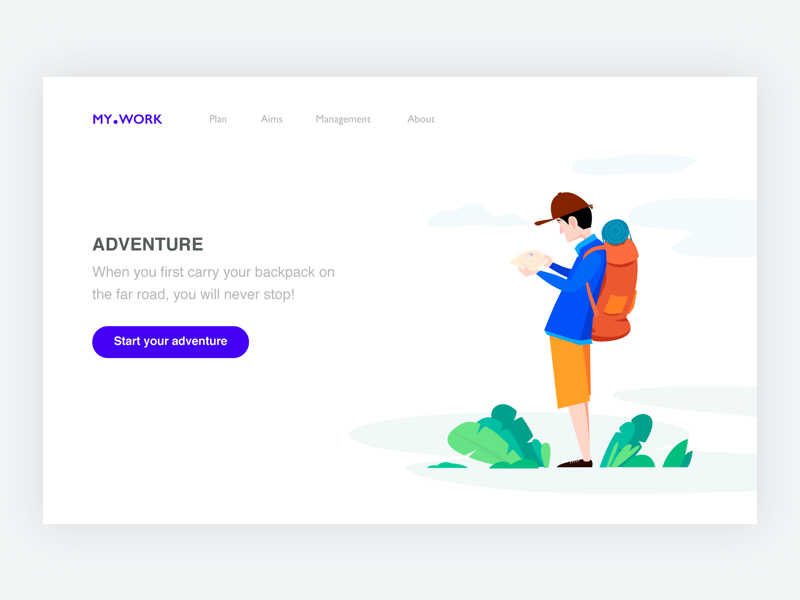 MY.WORK Plan Aims Management About
ADVENTURE
When you first carry your backpack on
the far road, you will never stop!
Start your adventure